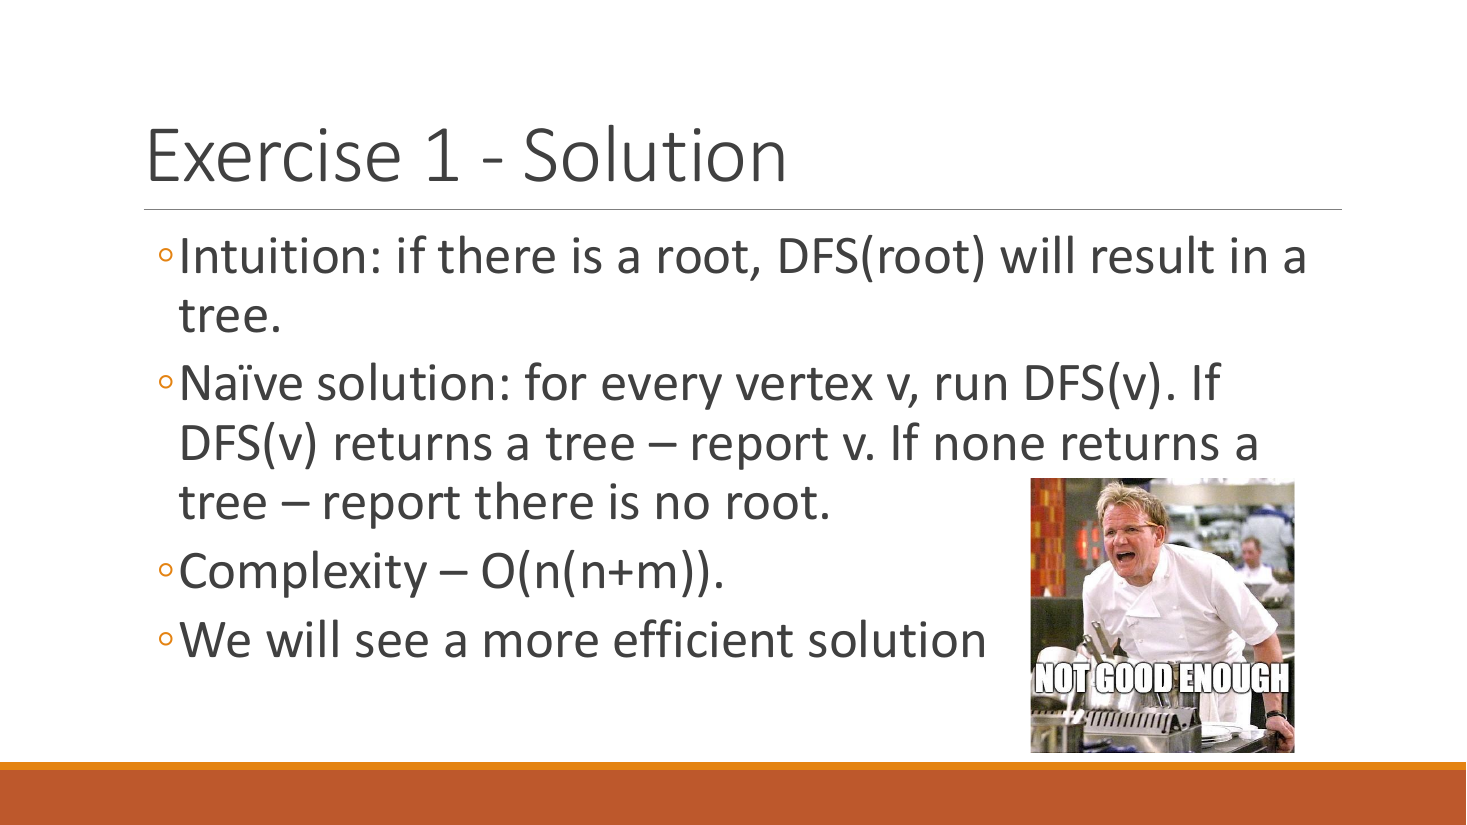 Exercise 1 - Solution
◦Intuition: if there is a root, DFS(root) will result in a
tree.
◦Naïve solution: for every vertex v, run DFS(v). If
DFS(v) returns a tree – report v. If none returns a
tree – report there is no root.
◦Complexity – O(n(n+m)).
◦We will see a more efficient solution
NOT GOOD ENOUGH